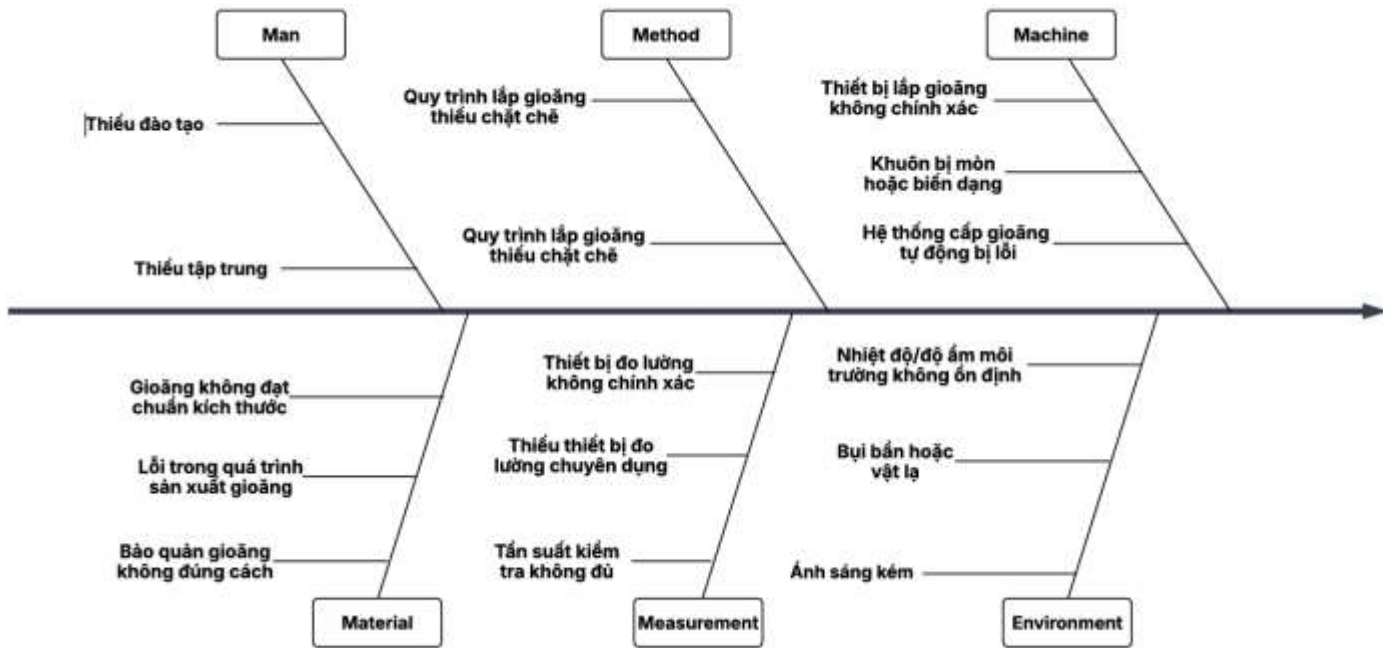 Man
Method
Machine
Thiếu đào tạo
Thiếu tập trung
Quy trình lắp gioăng
thiếu chặt chẽ
Quy trình lắp gioăng
thiếu chặt chẽ
Thiết bị lắp gioăng
không chính xác
Khuôn bị mòn
hoặc biến dạng
Hệ thống cấp gioăng
tự động bị lỗi
Gioăng không đạt
chuẩn kích thước
Lỗi trong quá trình
sản xuất gioăng
Bảo quản gioăng
không đúng cách
Thiết bị đo lường
không chính xác
Thiếu thiết bị đo
lường chuyên dụng
Tần suất kiểm
tra không đủ
Nhiệt độ/độ ẩm môi
trường không ổn định
Bụi bẩn hoặc
vật lạ
Ánh sáng kém
Material
Measurement
Environment